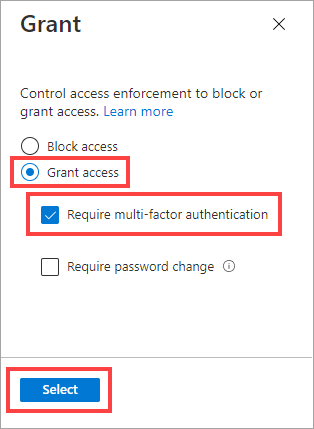 Grant
Control access enforcement to block or
grant access. Learn more
Block access
Grant access
Require multi-factor authentication
Require password change
Select